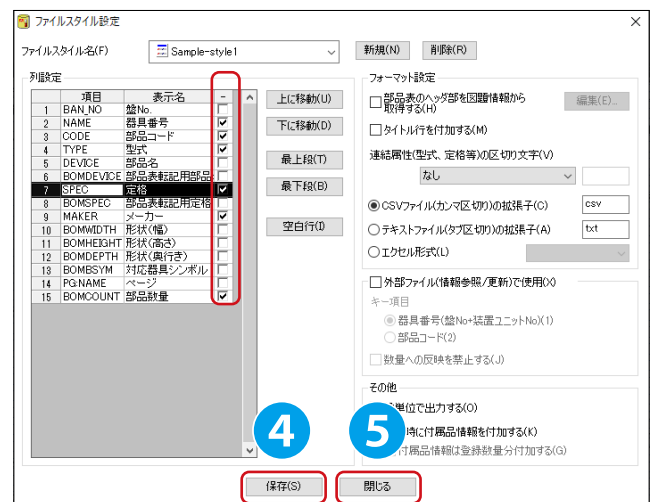 ファイルスタイル設定
ファイルスタイル名(F) Sample-style1 新規(N) 削除(R)
列設定
項目 表示名 -
1 BAN_NO 盤No.
2 NAME 器具番号
3 CODE 部品コード
4 TYPE 型式
5 DEVICE 部品名
6 BOMDEVICE 部品表転記用部品
7 SPEC 定格
8 BOMSPEC 部品表転記用定格
9 MAKER メーカー
10 BOMWIDTH 形状(幅)
11 BOMHEIGHT 形状(高さ)
12 BOMDEPTH 形状(奥行き)
13 BOMBSYM 対応器具シンボル
14 PG:NAME ページ
15 BOMCOUNT 部品数量
上に移動(U)
下に移動(D)
最上段(T)
最下段(B)
空白行(I)
フォーマット設定
部品表のヘッダ部を図題情報から
取得する(H)
編集(E)...
タイトル行を付加する(M)
連結属性(型式、定格等)の区切り文字(V)
なし
CSVファイル(カンマ区切り)の拡張子(C) csv
テキストファイル(タブ区切り)の拡張子(A) txt
エクセル形式(L)
外部ファイル(情報参照/更新)で使用(X)
キー項目
器具番号(盤No+装置ユニットNo)(1)
部品コード(2)
数量への反映を禁止する(J)
その他
単位で出力する(O)
時に付属品情報を付加する(K)
付属品情報は登録数量分付加する(G)
4
5
保存(S) 閉じる